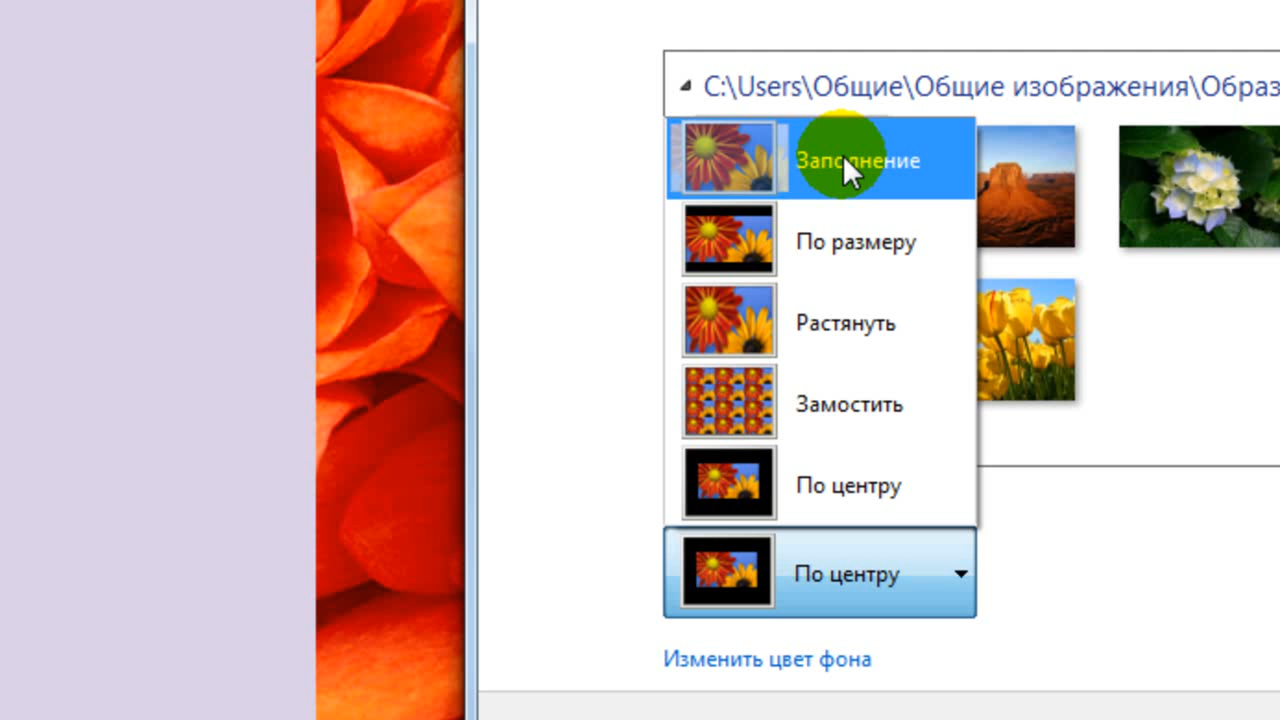 C:\Users\Общие\Общие изображения\Образ
Заполнение
По размеру
Растянуть
Замостить
По центру
По центру
Изменить цвет фона